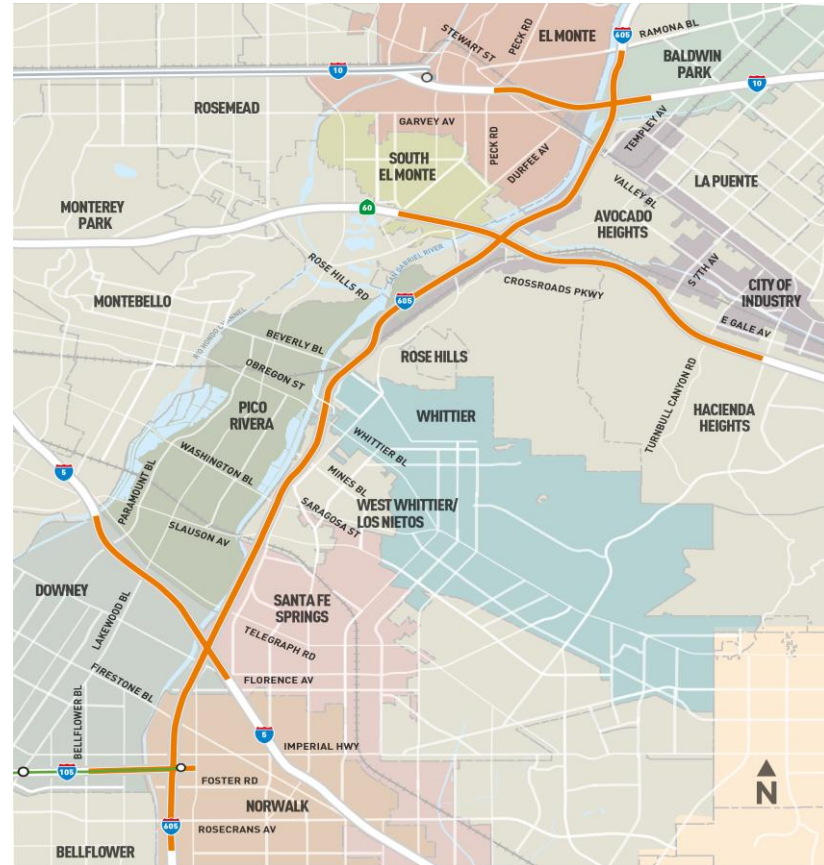 EL MONTE
PECK RD
STEWART ST
605
RAMONA BL
BALDWIN
PARK
10
10
ROSEMEAD
GARVEY AV
TEMPLEY AV
SOUTH
EL MONTE
PECK RD
DURFEE AV
LA PUENTE
VALLEY BL
MONTEREY
PARK
60
AVOCADO
HEIGHTS
SAN GABRIEL RIVER
ROSE HILLS RD
S 7TH AV
CROSSROADS PKWY
CITY OF
INDUSTRY
MONTEBELLO
605
E GALE AV
RIO HONDO CHANNEL
BEVERLY BL
ROSE HILLS
OBREGON ST
PICO
RIVERA
WHITTIER
TURNBULL CANYON RD
HACIENDA
HEIGHTS
WHITTIER BL
WASHINGTON BL
5
MINES BL
PARAMOUNT BL
SARAGOSA ST
WEST WHITTIER/
LOS NIETOS
SLAUSON AV
DOWNEY
LAKEWOOD BL
SANTA FE
SPRINGS
TELEGRAPH RD
FIRESTONE BL
FLORENCE AV
BELLFLOWER BL
5
IMPERIAL HWY
105
FOSTER RD
N
NORWALK
605
ROSECRANS AV
BELLFLOWER